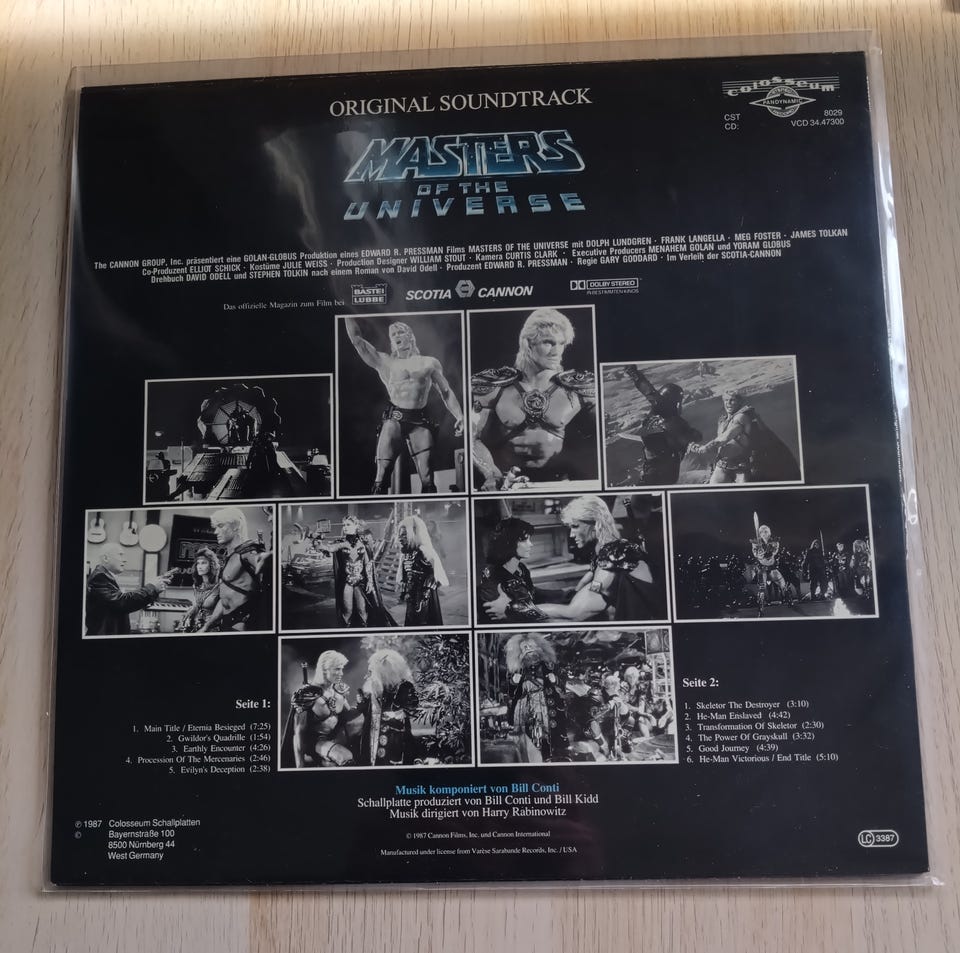 ORIGINAL SOUNDTRACK
colosseum
PANDYNAMIC
CST 8029
CD: VCD 34.47300
MASTERS
OF THE
UNIVERSE
The CANNON GROUP, Inc. präsentiert eine GOLAN-GLOBUS Produktion eines EDWARD R. PRESSMAN Films MASTERS OF THE UNIVERSE mit DOLPH LUNDGREN · FRANK LANGELLA · MEG FOSTER · JAMES TOLKAN
Co-Produzent ELLIOT SCHICK · Kostüme JULIE WEISS · Production Designer WILLIAM STOUT · Kamera CURTIS CLARK · Executive Producers MENAHEM GOLAN und YORAM GLOBUS
Drehbuch DAVID ODELL und STEPHEN TOLKIN nach einem Roman von David Odell · Produzent EDWARD R. PRESSMAN · Regie GARY GODDARD · Im Verleih der SCOTIA-CANNON
Das offizielle Magazin zum Film bei BASTEI LÜBBE SCOTIA CANNON DOLBY STEREO
IN BESTIMMTEN KINOS
Seite 1:
1. Main Title / Eternia Besieged (7:25)
2. Gwildor's Quadrille (1:54)
3. Earthly Encounter (4:26)
4. Procession Of The Mercenaries (2:46)
5. Evilyn's Deception (2:38)
Seite 2:
1. Skeletor The Destroyer (3:10)
2. He-Man Enslaved (4:42)
3. Transformation Of Skeletor (2:30)
4. The Power Of Grayskull (3:32)
5. Good Journey (4:39)
6. He-Man Victorious / End Title (5:10)
Musik komponiert von Bill Conti
Schallplatte produziert von Bill Conti und Bill Kidd
Musik dirigiert von Harry Rabinowitz
© 1987 Cannon Films, Inc. und Cannon International
Manufactured under license from Varèse Sarabande Records, Inc. / USA
℗ 1987 Colosseum Schallplatten
© Bayernstraße 100
8500 Nürnberg 44
West Germany
LC 3387